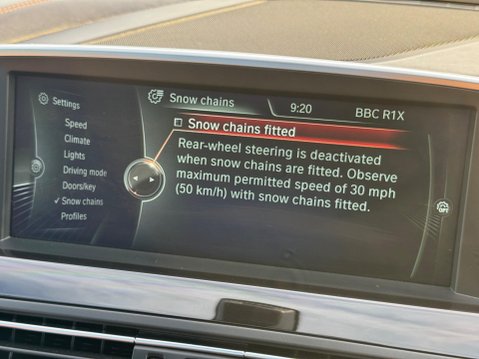 Settings
Snow chains
9:20
BBC R1X
Speed
Climate
Lights
Driving mode
Doors/key
✓ Snow chains
Profiles
Snow chains fitted
Rear-wheel steering is deactivated
when snow chains are fitted. Observe
maximum permitted speed of 30 mph
(50 km/h) with snow chains fitted.
OFF